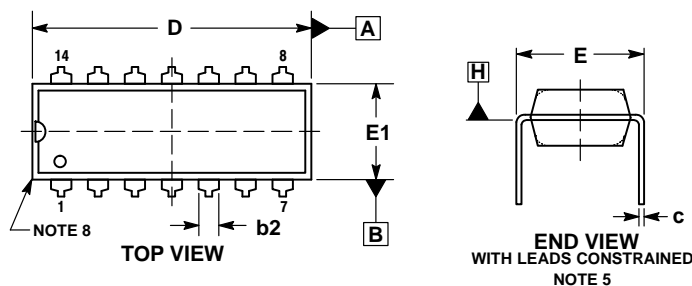 D
A
14
8
E1
1
7
NOTE 8
b2
B
TOP VIEW
H
E
c
END VIEW
WITH LEADS CONSTRAINED
NOTE 5